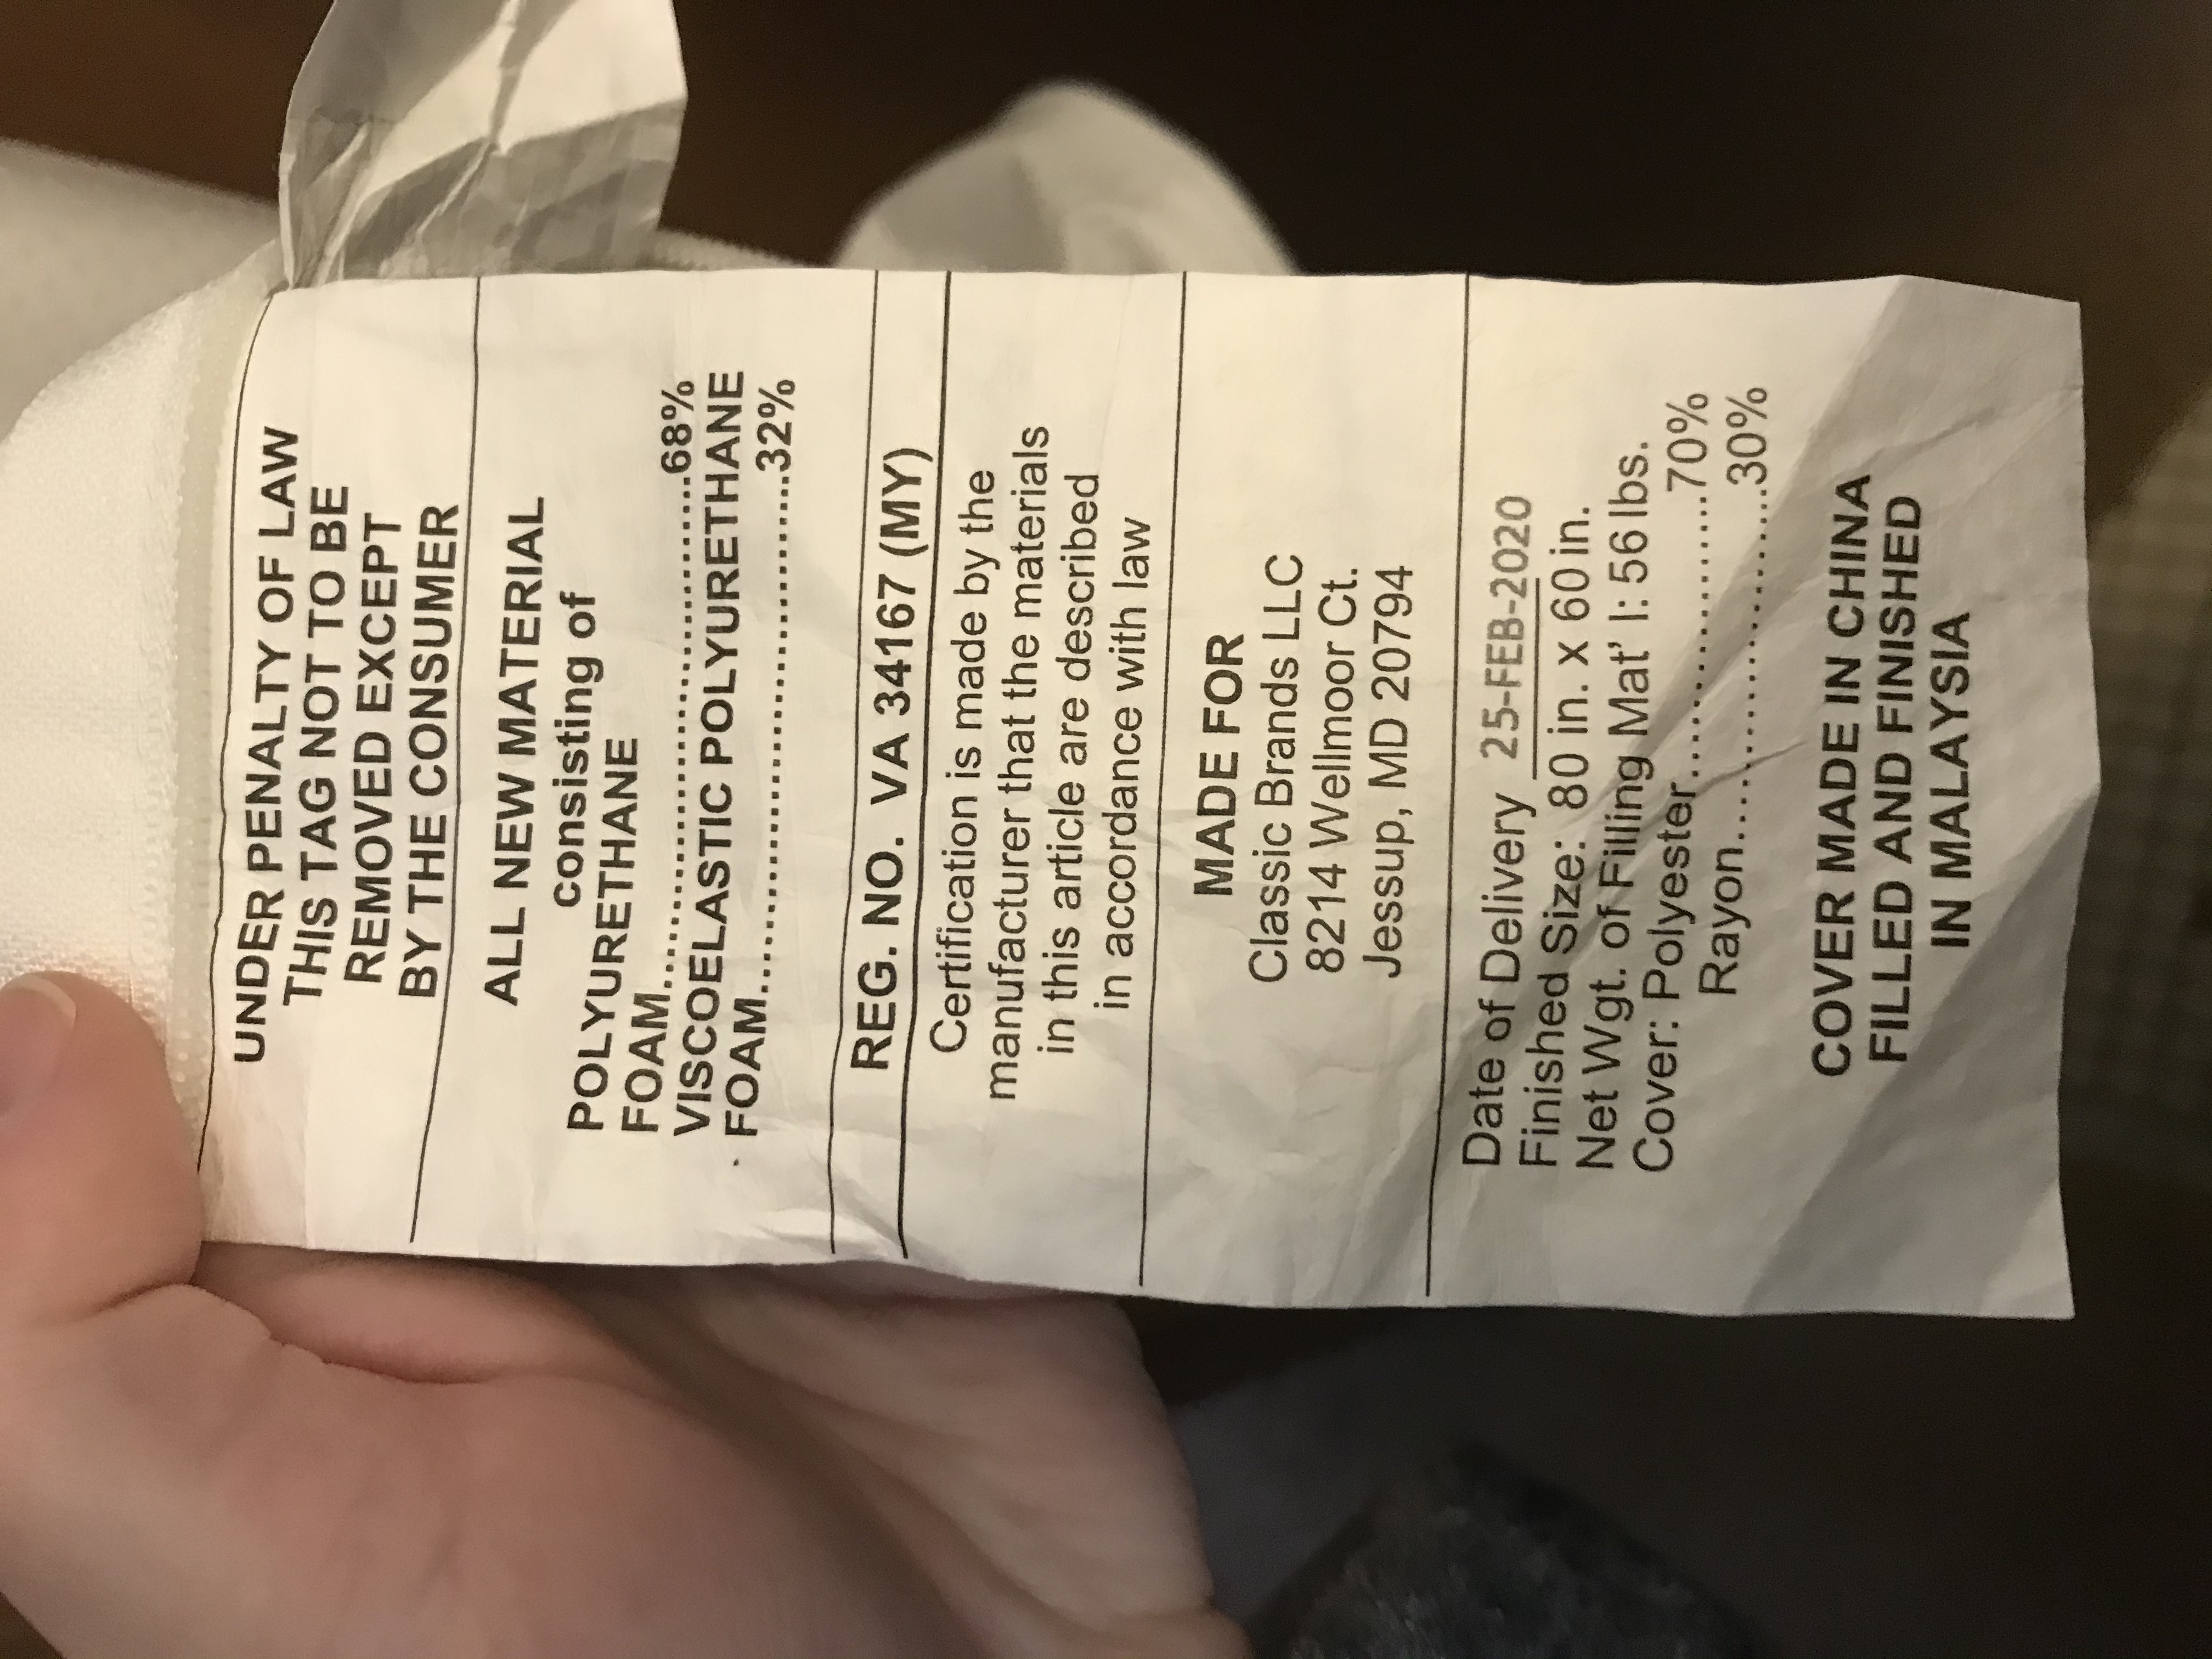 UNDER PENALTY OF LAW
THIS TAG NOT TO BE
REMOVED EXCEPT
BY THE CONSUMER
ALL NEW MATERIAL
consisting of
POLYURETHANE
FOAM..............................68%
VISCOELASTIC POLYURETHANE
FOAM..............................32%
REG. NO. VA 34167 (MY)
Certification is made by the
manufacturer that the materials
in this article are described
in accordance with law
MADE FOR
Classic Brands LLC
8214 Wellmoor Ct.
Jessup, MD 20794
Date of Delivery 25-FEB-2020
Finished Size: 80 in. x 60 in.
Net Wgt. of Filling Mat' l: 56 lbs.
Cover: Polyester..................70%
Rayon.......................30%
COVER MADE IN CHINA
FILLED AND FINISHED
IN MALAYSIA